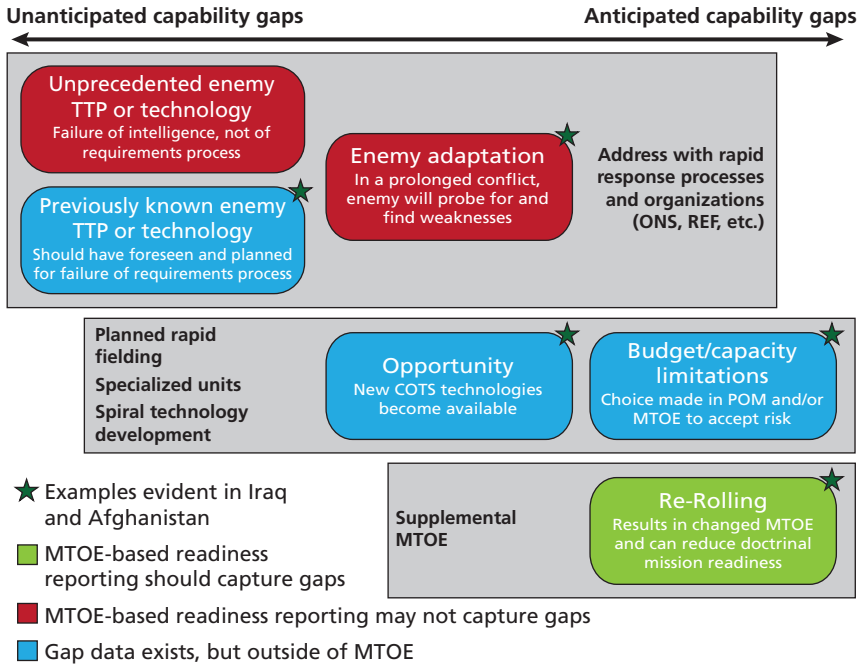 Unanticipated capability gaps
Anticipated capability gaps
Unprecedented enemy
TTP or technology
Failure of intelligence, not of
requirements process
Previously known enemy
TTP or technology
Should have foreseen and planned
for failure of requirements process
Enemy adaptation
In a prolonged conflict,
enemy will probe for and
find weaknesses
Address with rapid
response processes
and organizations
(ONS, REF, etc.)
Planned rapid
fielding
Specialized units
Spiral technology
development
Opportunity
New COTS technologies
become available
Budget/capacity
limitations
Choice made in POM and/or
MTOE to accept risk
Supplemental
MTOE
Re-Rolling
Results in changed MTOE
and can reduce doctrinal
mission readiness
Examples evident in Iraq
and Afghanistan
MTOE-based readiness
reporting should capture gaps
MTOE-based readiness reporting may not capture gaps
Gap data exists, but outside of MTOE